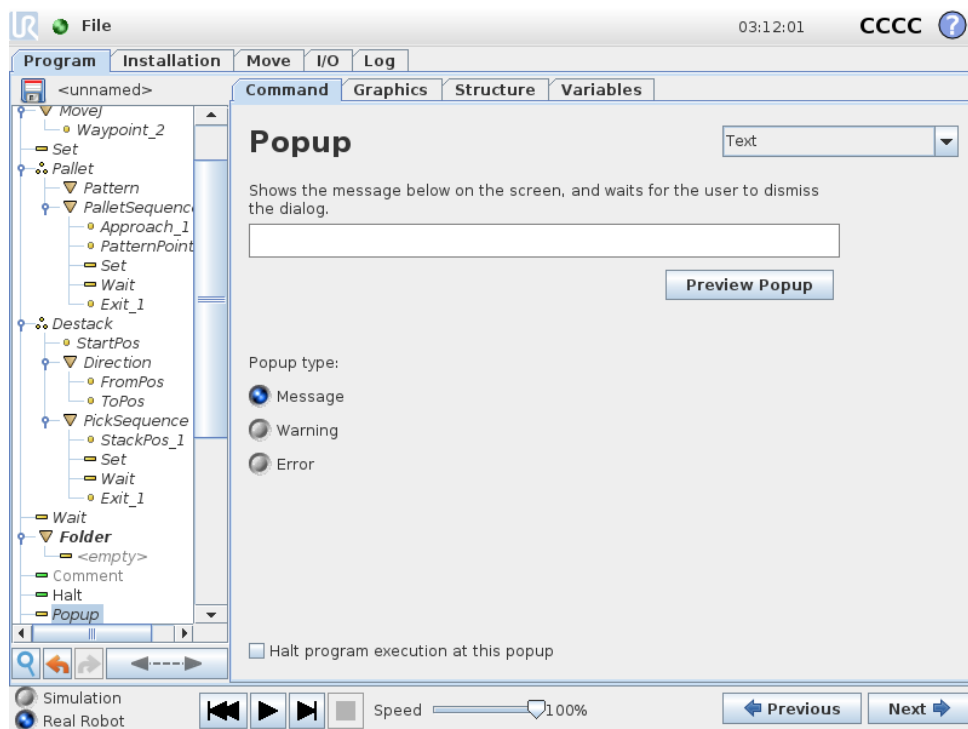 UR File 03:12:01 CCCC ?
Program Installation Move I/O Log
<unnamed>
Command Graphics Structure Variables
MoveJ
Waypoint_2
Set
Pallet
Pattern
PalletSequenc
Approach_1
PatternPoint
Set
Wait
Exit_1
Destack
StartPos
Direction
FromPos
ToPos
PickSequence
StackPos_1
Set
Wait
Exit_1
Wait
Folder
<empty>
Comment
Halt
Popup
Popup
Text
Shows the message below on the screen, and waits for the user to dismiss
the dialog.
Preview Popup
Popup type:
Message
Warning
Error
Halt program execution at this popup
Simulation
Real Robot
Speed 100%
Previous Next